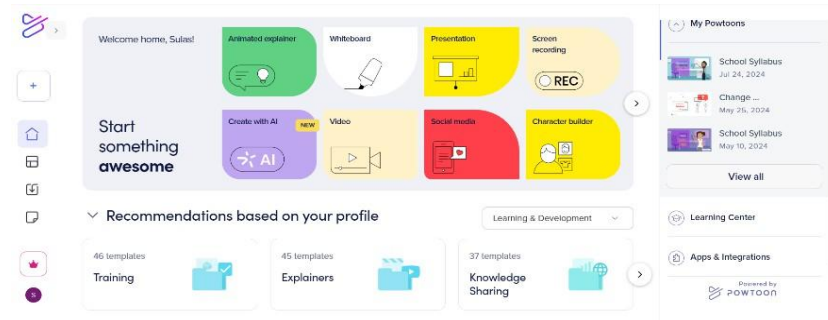 Welcome home, Sulas!
Start
something
awesome
Animated explainer
Whiteboard
Presentation
Screen
recording
REC
Create with AI
NEW
AI
Video
Social media
Character builder
Recommendations based on your profile
Learning & Development
46 templates
Training
45 templates
Explainers
37 templates
Knowledge
Sharing
S
My Powtoons
School Syllabus
Jul 24, 2024
Change ...
May 25, 2024
School Syllabus
May 10, 2024
View all
Learning Center
Apps & Integrations
Powered by
POWTOON